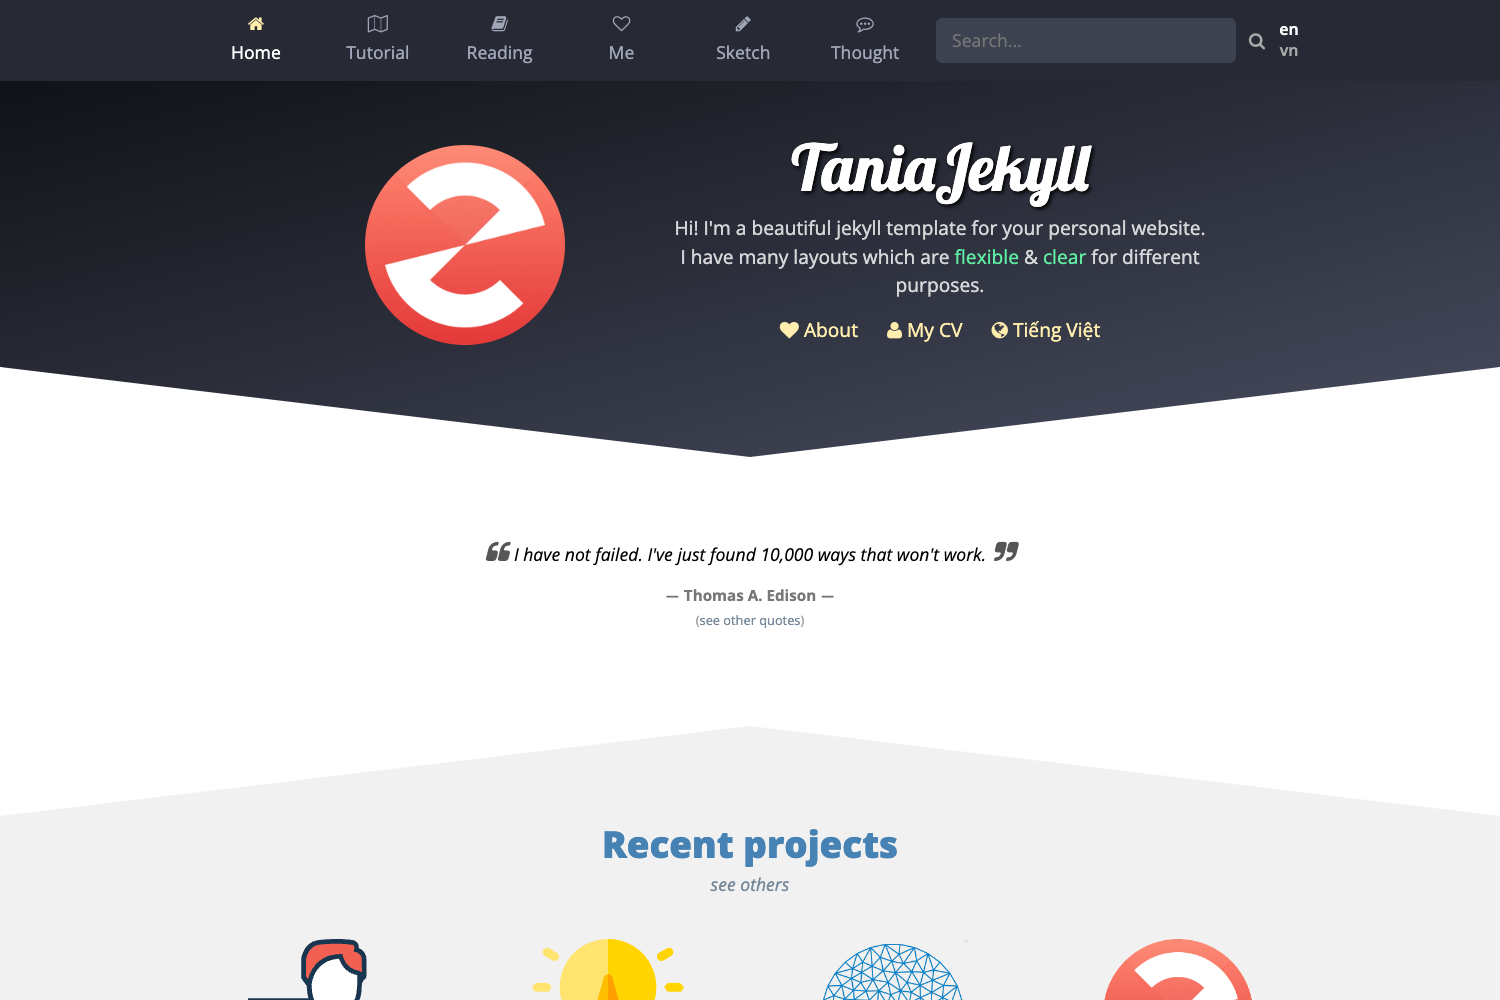 Home
Tutorial
Reading
Me
Sketch
Thought
Search...
en
vn
TaniaJekyll
Hi! I'm a beautiful jekyll template for your personal website.
I have many layouts which are flexible & clear for different
purposes.
About
My CV
Tiếng Việt
I have not failed. I've just found 10,000 ways that won't work.
— Thomas A. Edison —
(see other quotes)
Recent projects
see others